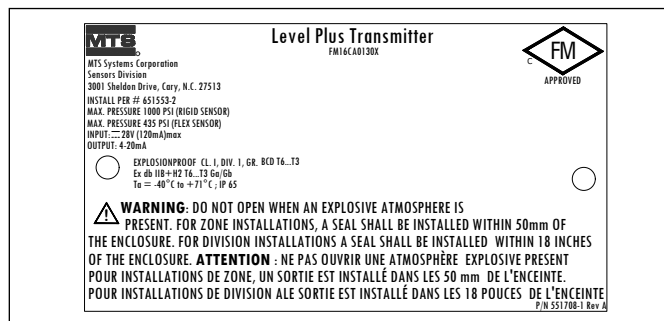 MTS
Level Plus Transmitter
FM16CA0130X
MTS Systems Corporation
Sensors Division
3001 Sheldon Drive, Cary, N.C. 27513
INSTALL PER # 651553-2
MAX. PRESSURE 1000 PSI (RIGID SENSOR)
MAX. PRESSURE 435 PSI (FLEX SENSOR)
INPUT: ⎓ 28V (120mA)max
OUTPUT: 4-20mA
C FM
APPROVED
EXPLOSIONPROOF CL. I, DIV. 1, GR. BCD T6...T3
Ex db IIB+H2 T6...T3 Ga/Gb
Ta = -40°C to +71°C ; IP 65
WARNING: DO NOT OPEN WHEN AN EXPLOSIVE ATMOSPHERE IS
PRESENT. FOR ZONE INSTALLATIONS, A SEAL SHALL BE INSTALLED WITHIN 50mm OF
THE ENCLOSURE. FOR DIVISION INSTALLATIONS A SEAL SHALL BE INSTALLED WITHIN 18 INCHES
OF THE ENCLOSURE. ATTENTION : NE PAS OUVRIR UNE ATMOSPHÈRE EXPLOSIVE PRESENT
POUR INSTALLATIONS DE ZONE, UN SORTIE EST INSTALLÉ DANS LES 50 mm DE L'ENCEINTE.
POUR INSTALLATIONS DE DIVISION ALE SORTIE EST INSTALLÉ DANS LES 18 POUCES DE L'ENCEINTE
P/N 551708-1 Rev A